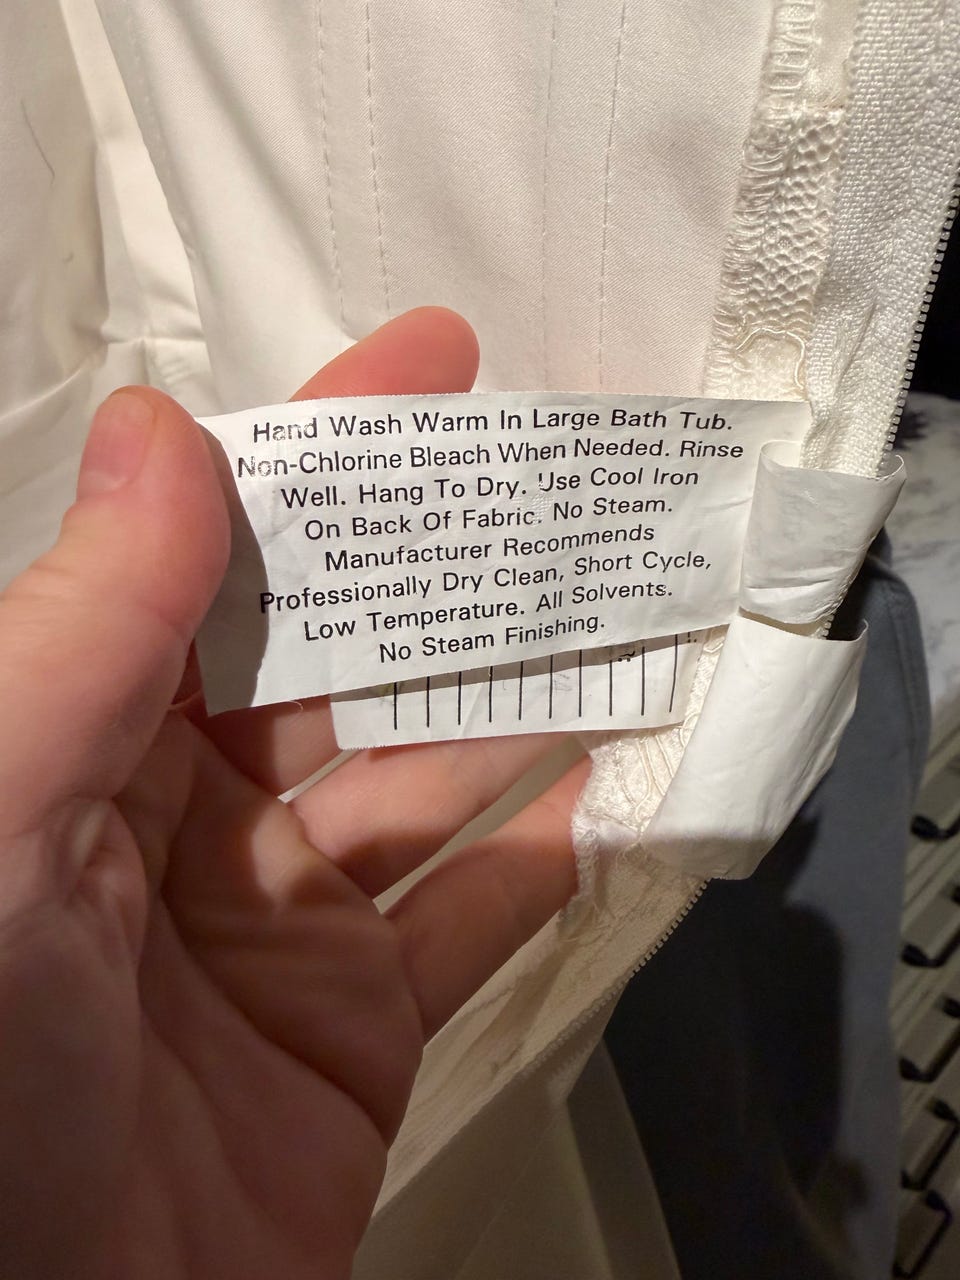 Hand Wash Warm In Large Bath Tub.
Non-Chlorine Bleach When Needed. Rinse
Well. Hang To Dry. Use Cool Iron
On Back Of Fabric. No Steam.
Manufacturer Recommends
Professionally Dry Clean, Short Cycle,
Low Temperature. All Solvents.
No Steam Finishing.